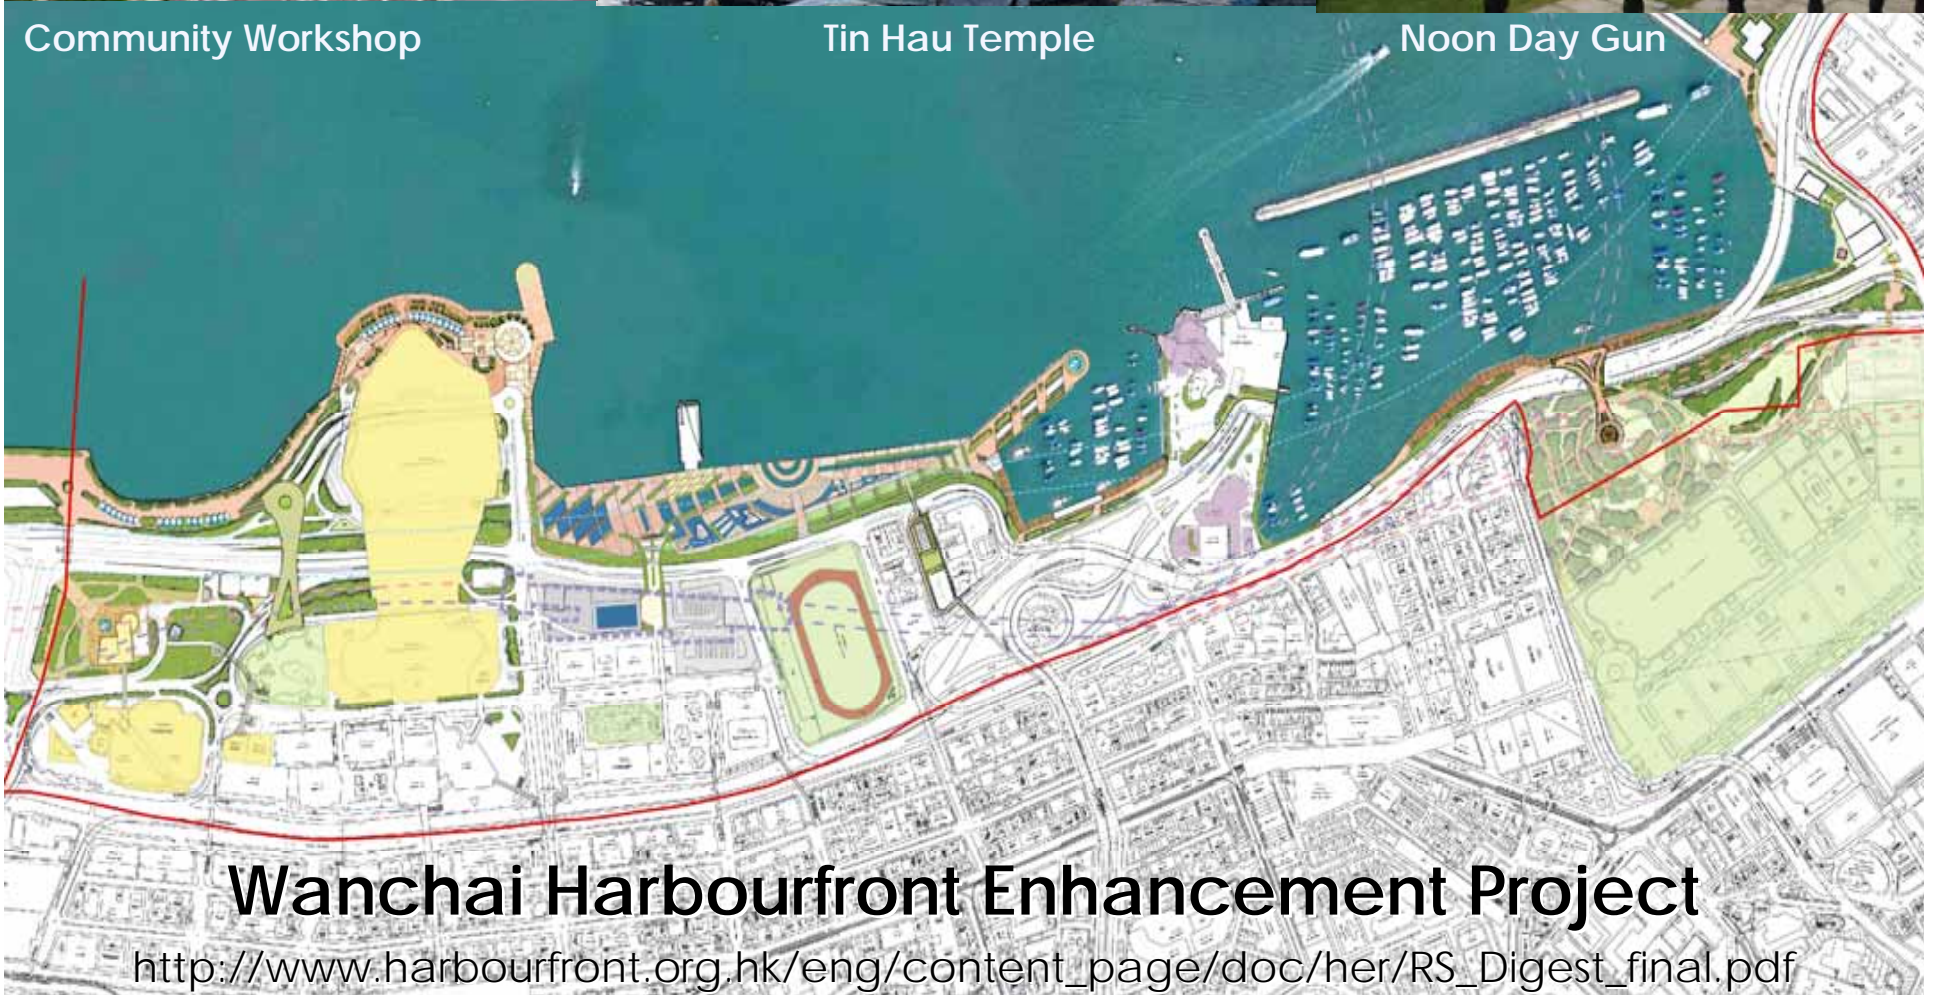 Community Workshop
Tin Hau Temple
Noon Day Gun
Wanchai Harbourfront Enhancement Project
http://www.harbourfront.org.hk/eng/content_page/doc/her/RS_Digest_final.pdf